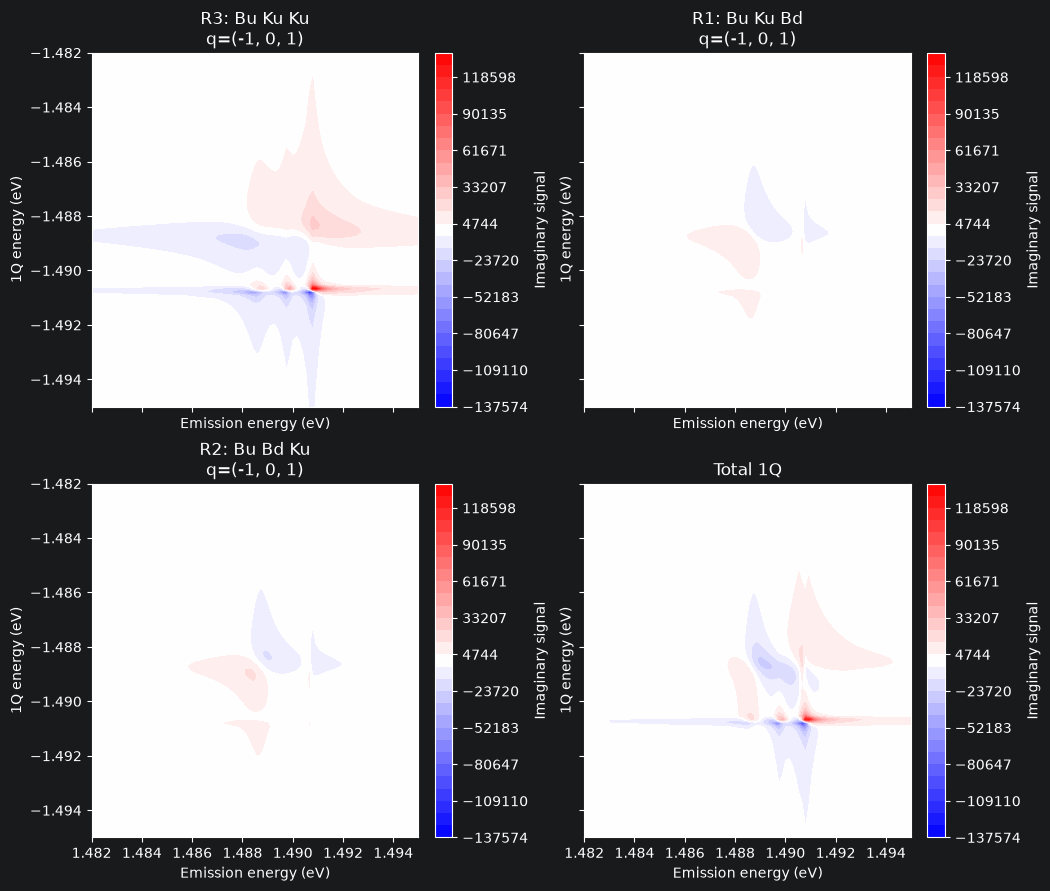 R3: Bu Ku Ku
q=(-1, 0, 1)
−1.482
−1.484
−1.486
−1.488
−1.490
−1.492
−1.494
1Q energy (eV)
Emission energy (eV)
118598
90135
61671
33207
4744
−23720
−52183
−80647
−109110
−137574
Imaginary signal
R1: Bu Ku Bd
q=(-1, 0, 1)
1Q energy (eV)
Emission energy (eV)
118598
90135
61671
33207
4744
−23720
−52183
−80647
−109110
−137574
Imaginary signal
R2: Bu Bd Ku
q=(-1, 0, 1)
−1.482
−1.484
−1.486
−1.488
−1.490
−1.492
−1.494
1Q energy (eV)
1.482 1.484 1.486 1.488 1.490 1.492 1.494
Emission energy (eV)
118598
90135
61671
33207
4744
−23720
−52183
−80647
−109110
−137574
Imaginary signal
Total 1Q
1Q energy (eV)
1.482 1.484 1.486 1.488 1.490 1.492 1.494
Emission energy (eV)
118598
90135
61671
33207
4744
−23720
−52183
−80647
−109110
−137574
Imaginary signal